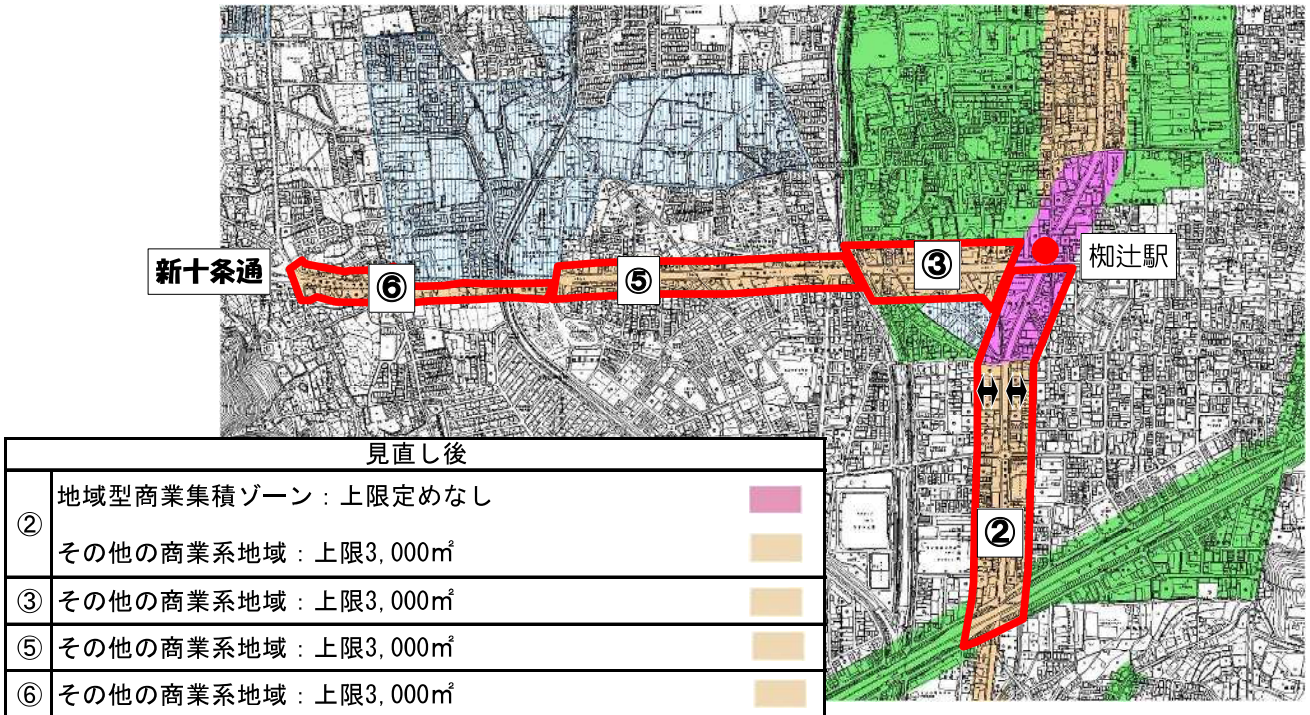 新十条通
⑥
⑤
③
椥辻駅
②
見直し後
② 地域型商業集積ゾーン：上限定めなし
その他の商業系地域：上限3,000㎡
③ その他の商業系地域：上限3,000㎡
⑤ その他の商業系地域：上限3,000㎡
⑥ その他の商業系地域：上限3,000㎡